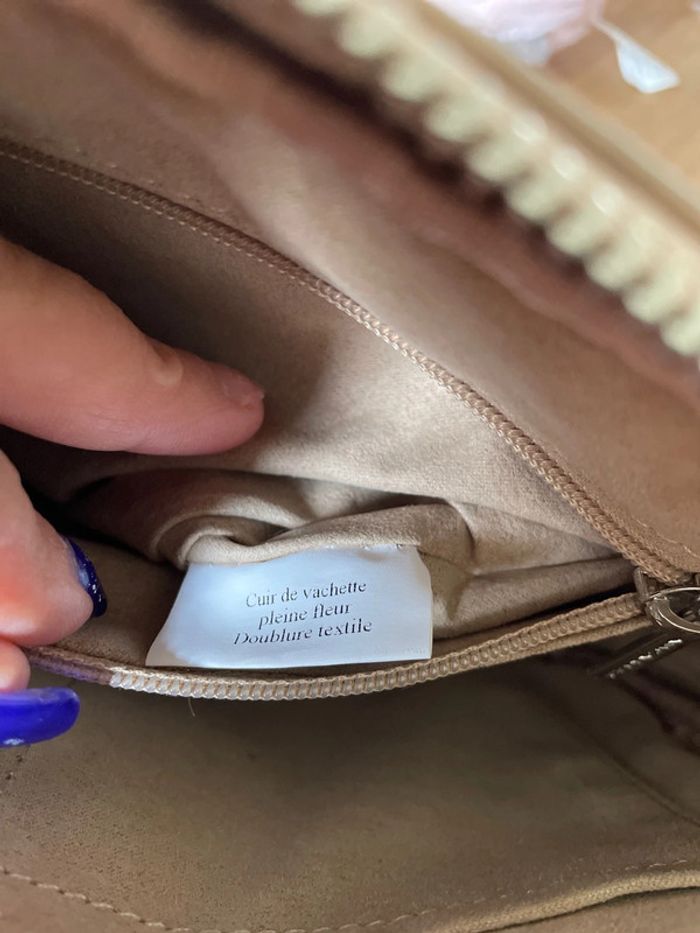 Cuir de vachette
pleine fleur
Doublure textile